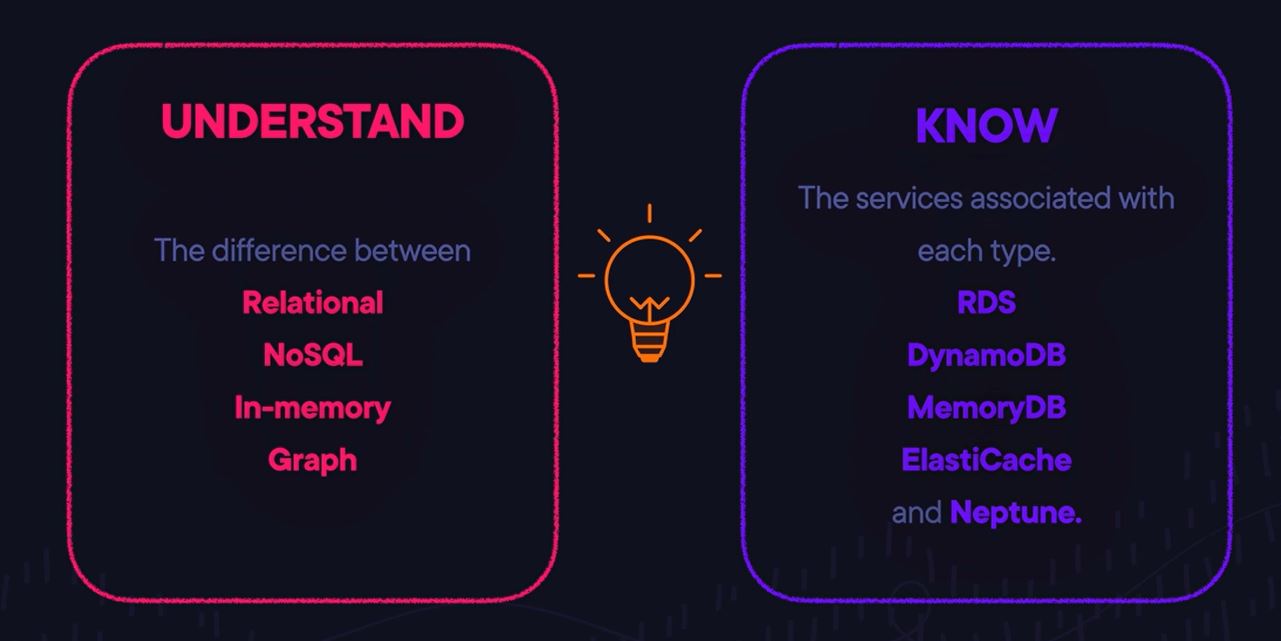 UNDERSTAND
The difference between
Relational
NoSQL
In-memory
Graph
KNOW
The services associated with
each type.
RDS
DynamoDB
MemoryDB
ElastiCache
and Neptune.